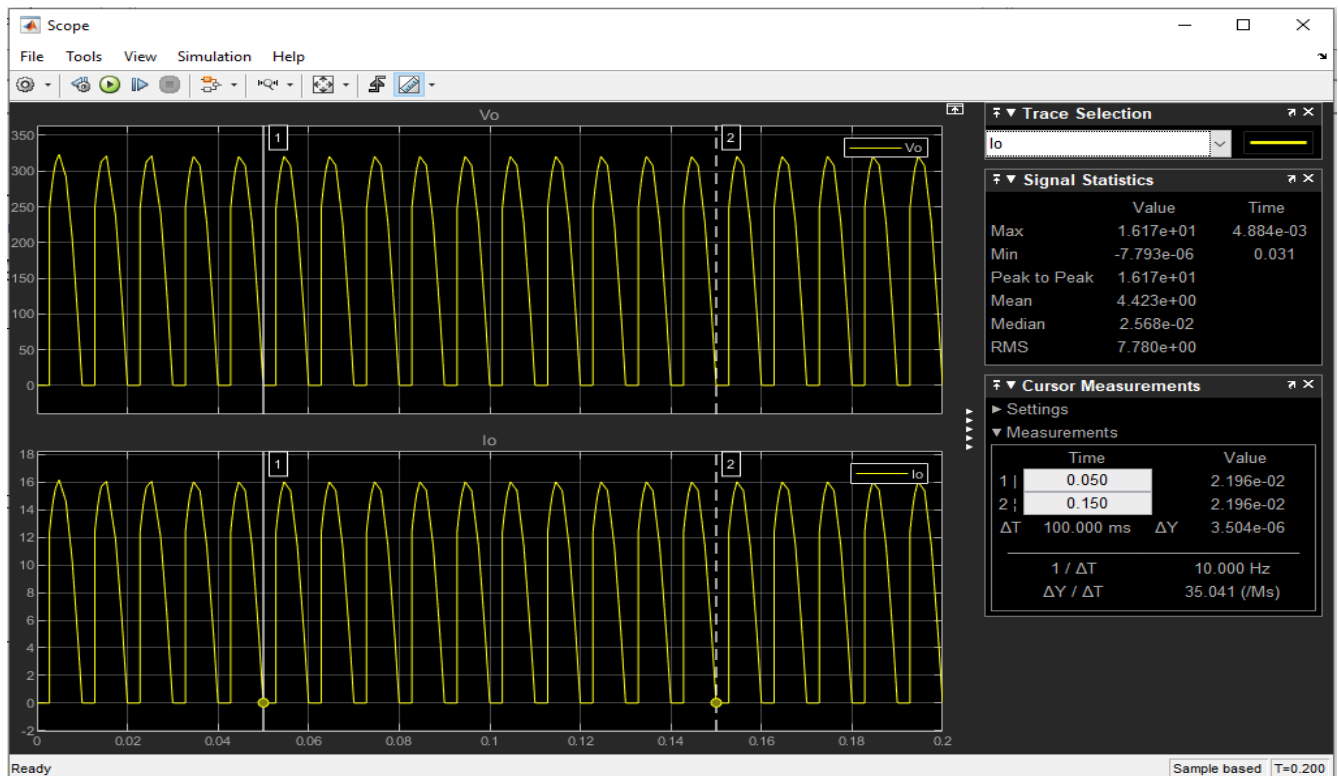 Scope
File Tools View Simulation Help
Vo
350
300
250
200
150
100
50
0
1
2
Vo
Io
18
16
14
12
10
8
6
4
2
0
-2
1
2
Io
0 0.02 0.04 0.06 0.08 0.1 0.12 0.14 0.16 0.18 0.2
Trace Selection
Io
Signal Statistics
Value Time
Max 1.617e+01 4.884e-03
Min -7.793e-06 0.031
Peak to Peak 1.617e+01
Mean 4.423e+00
Median 2.568e-02
RMS 7.780e+00
Cursor Measurements
Settings
Measurements
Time Value
1 | 0.050 2.196e-02
2 ¦ 0.150 2.196e-02
ΔT 100.000 ms ΔY 3.504e-06
1 / ΔT 10.000 Hz
ΔY / ΔT 35.041 (/Ms)
Ready
Sample based T=0.200